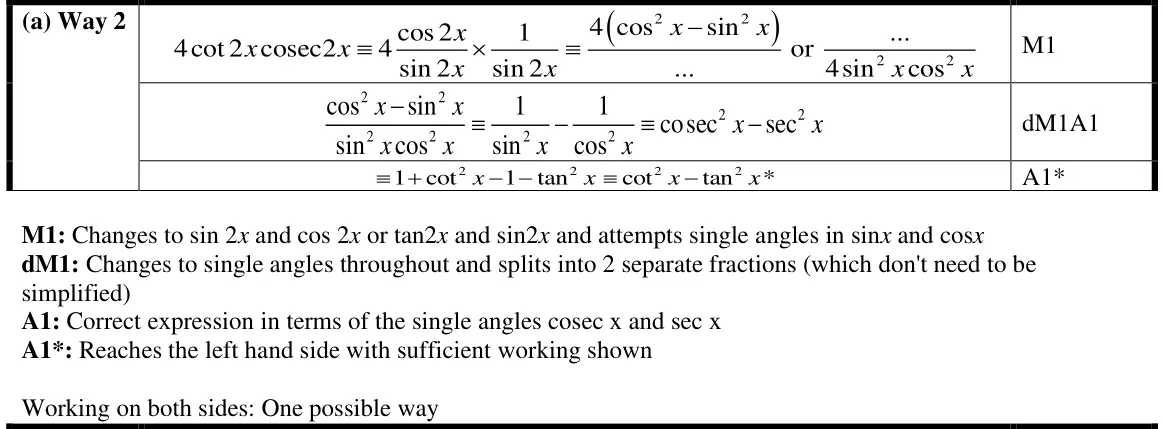 (a) Way 2
4 cot 2x cosec2x ≡ 4 cos 2x / sin 2x × 1 / sin 2x ≡ 4(cos² x − sin² x) / ... or ... / 4 sin² x cos² x M1
cos² x − sin² x / sin² x cos² x ≡ 1 / sin² x − 1 / cos² x ≡ cosec² x − sec² x dM1A1
≡ 1 + cot² x − 1 − tan² x ≡ cot² x − tan² x * A1*
M1: Changes to sin 2x and cos 2x or tan2x and sin2x and attempts single angles in sinx and cosx
dM1: Changes to single angles throughout and splits into 2 separate fractions (which don't need to be
simplified)
A1: Correct expression in terms of the single angles cosec x and sec x
A1*: Reaches the left hand side with sufficient working shown
Working on both sides: One possible way